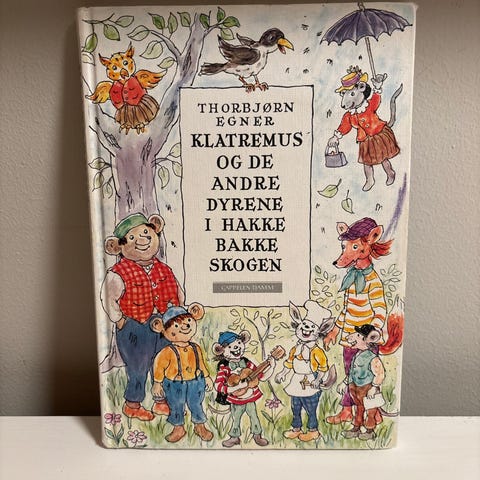 THORBJØRN
EGNER
KLATREMUS
OG DE
ANDRE
DYRENE
I HAKKE
BAKKE
SKOGEN
CAPPELEN DAMM